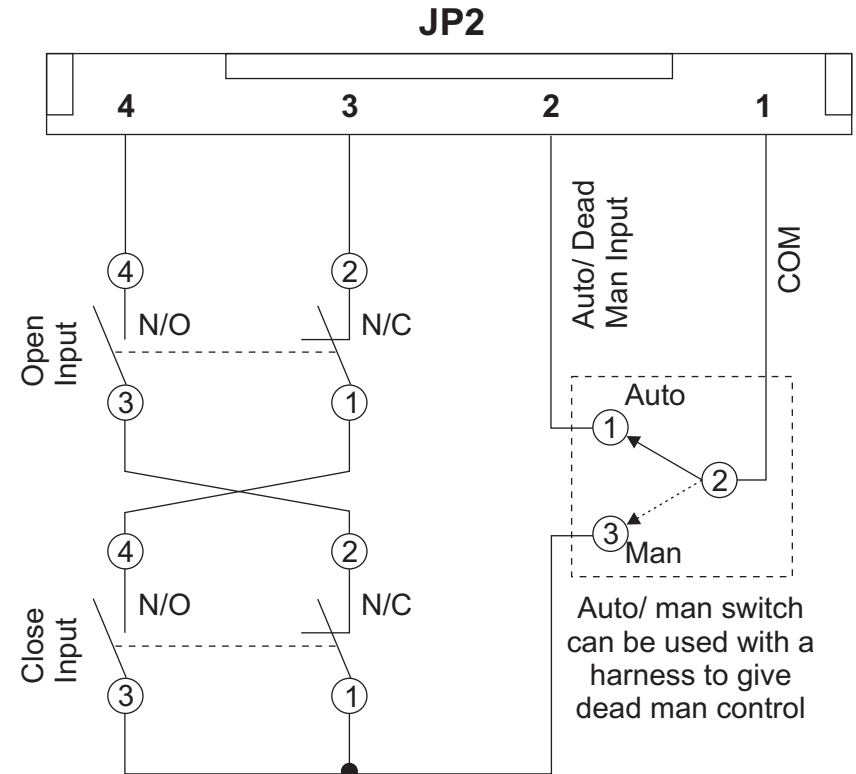 JP2
4 3 2 1
Auto/ Dead
Man Input
COM
4 2
Open
Input
N/O N/C
3 1
Auto
1
2
3
Man
4 2
Close
Input
N/O N/C
3 1
Auto/ man switch
can be used with a
harness to give
dead man control